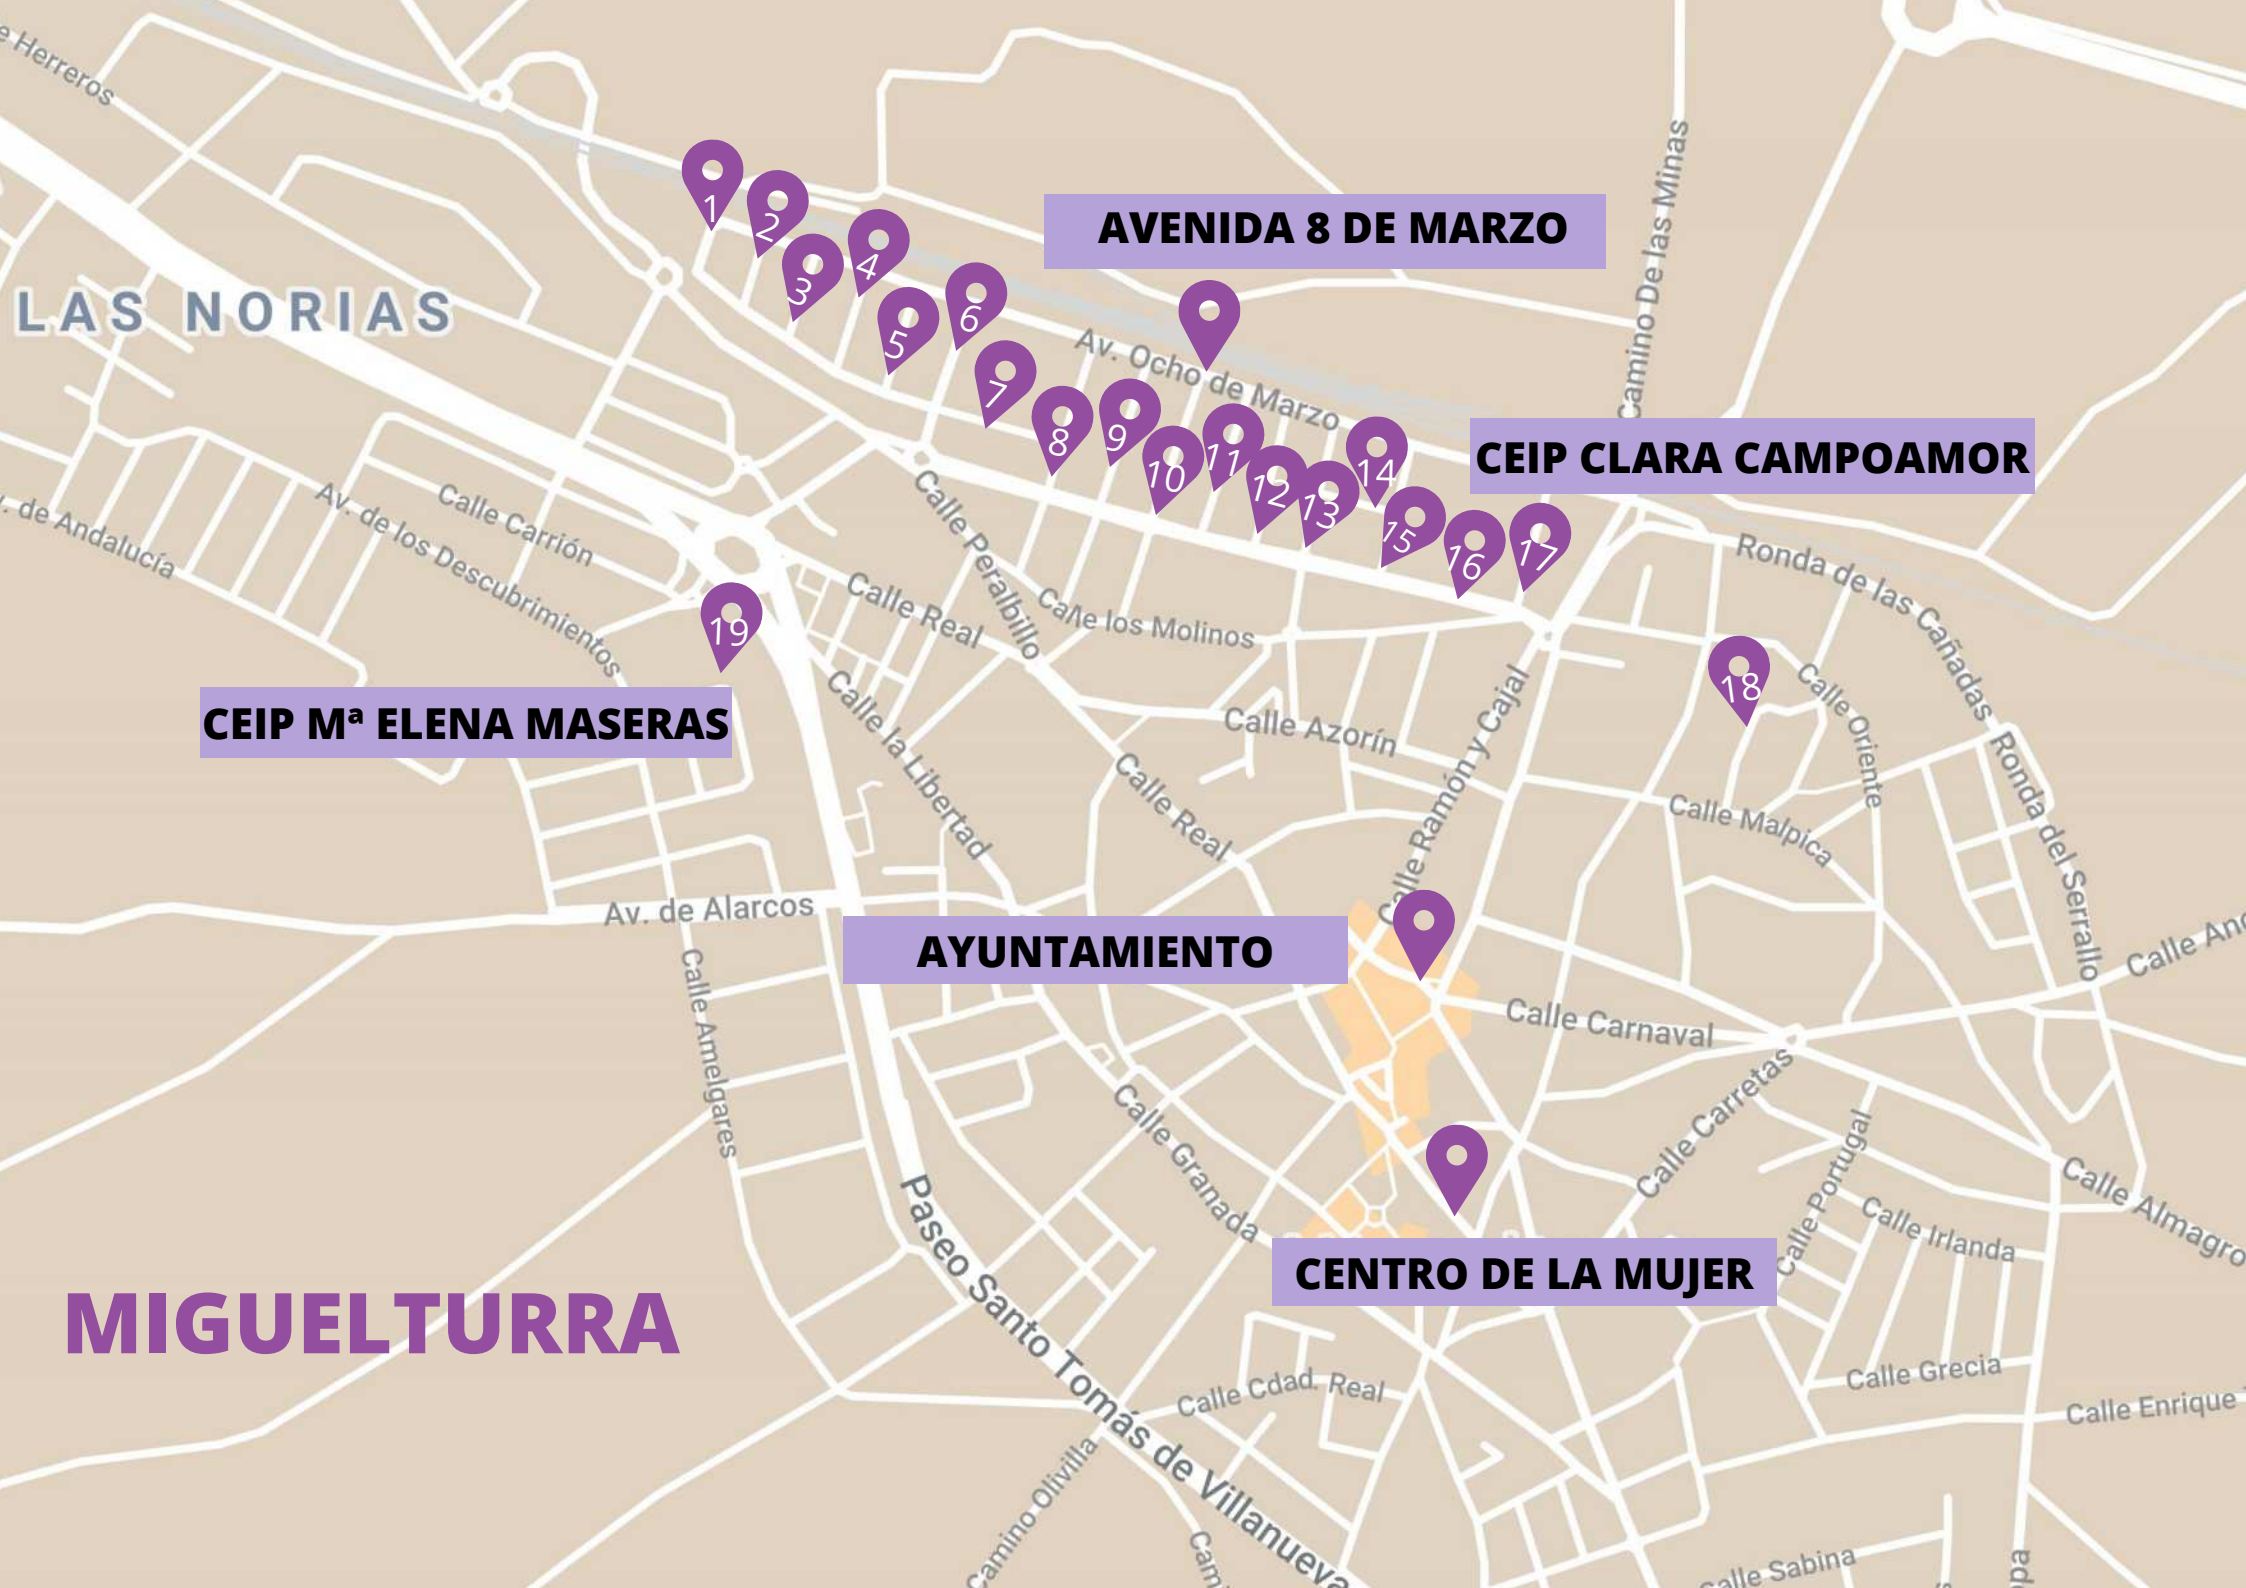 Herreros
1
2
AVENIDA 8 DE MARZO
Camino De las Minas
3
4
LAS NORIAS
5
6
Av. Ocho de Marzo
7
8
9
10
11
12
13
14
15
16
17
CEIP CLARA CAMPOAMOR
de Andalucía
Av. de los Descubrimientos
Calle Carrión
Calle Peralbillo
Ronda de las Cañadas
Calle Real
Calle los Molinos
19
18
CEIP Mª ELENA MASERAS
Calle la Libertad
Calle Azorín
Calle Ramón y Cajal
Calle Oriente
Calle Real
Calle Malpica
Ronda del Serrallo
Av. de Alarcos
AYUNTAMIENTO
Calle
Calle Amelgares
Calle Carnaval
Calle Granada
Calle Carretas
Calle Portugal
Calle Almagro
Calle Irlanda
Paseo Santo Tomás de Villanueva
CENTRO DE LA MUJER
MIGUELTURRA
Calle Cdad. Real
Calle Grecia
Calle Enrique
Camino Olivilla
Calle Sabina